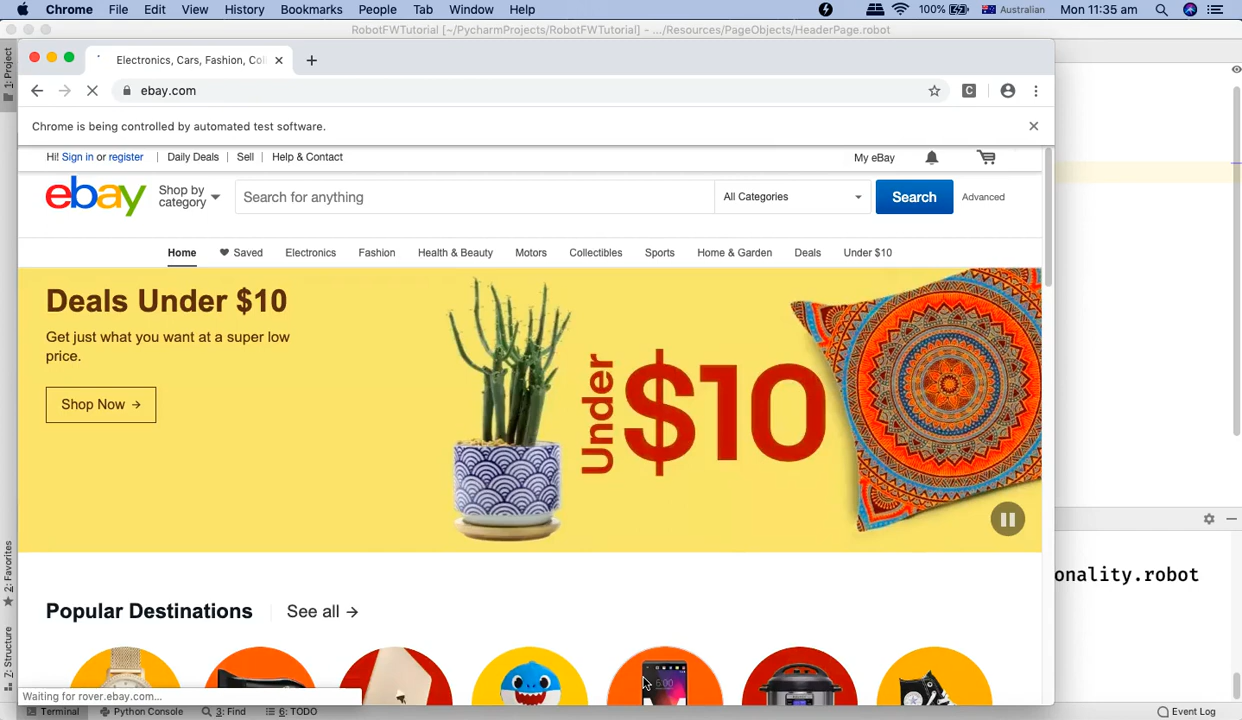 Chrome File Edit View History Bookmarks People Tab Window Help 100% Australian Mon 11:35 am
RobotFWTutorial [~/PycharmProjects/RobotFWTutorial] - .../Resources/PageObjects/HeaderPage.robot
1: Project
Electronics, Cars, Fashion, Col
ebay.com
Chrome is being controlled by automated test software.
Hi! Sign in or register Daily Deals Sell Help & Contact My eBay
ebay
Shop by
category
Search for anything All Categories Search Advanced
Home Saved Electronics Fashion Health & Beauty Motors Collectibles Sports Home & Garden Deals Under $10
Deals Under $10
Get just what you want at a super low
price.
Shop Now →
Under $10
2: Favorites
onality.robot
Popular Destinations See all →
7: Structure
6:00
Waiting for rover.ebay.com...
Terminal Python Console 3: Find 6: TODO Event Log